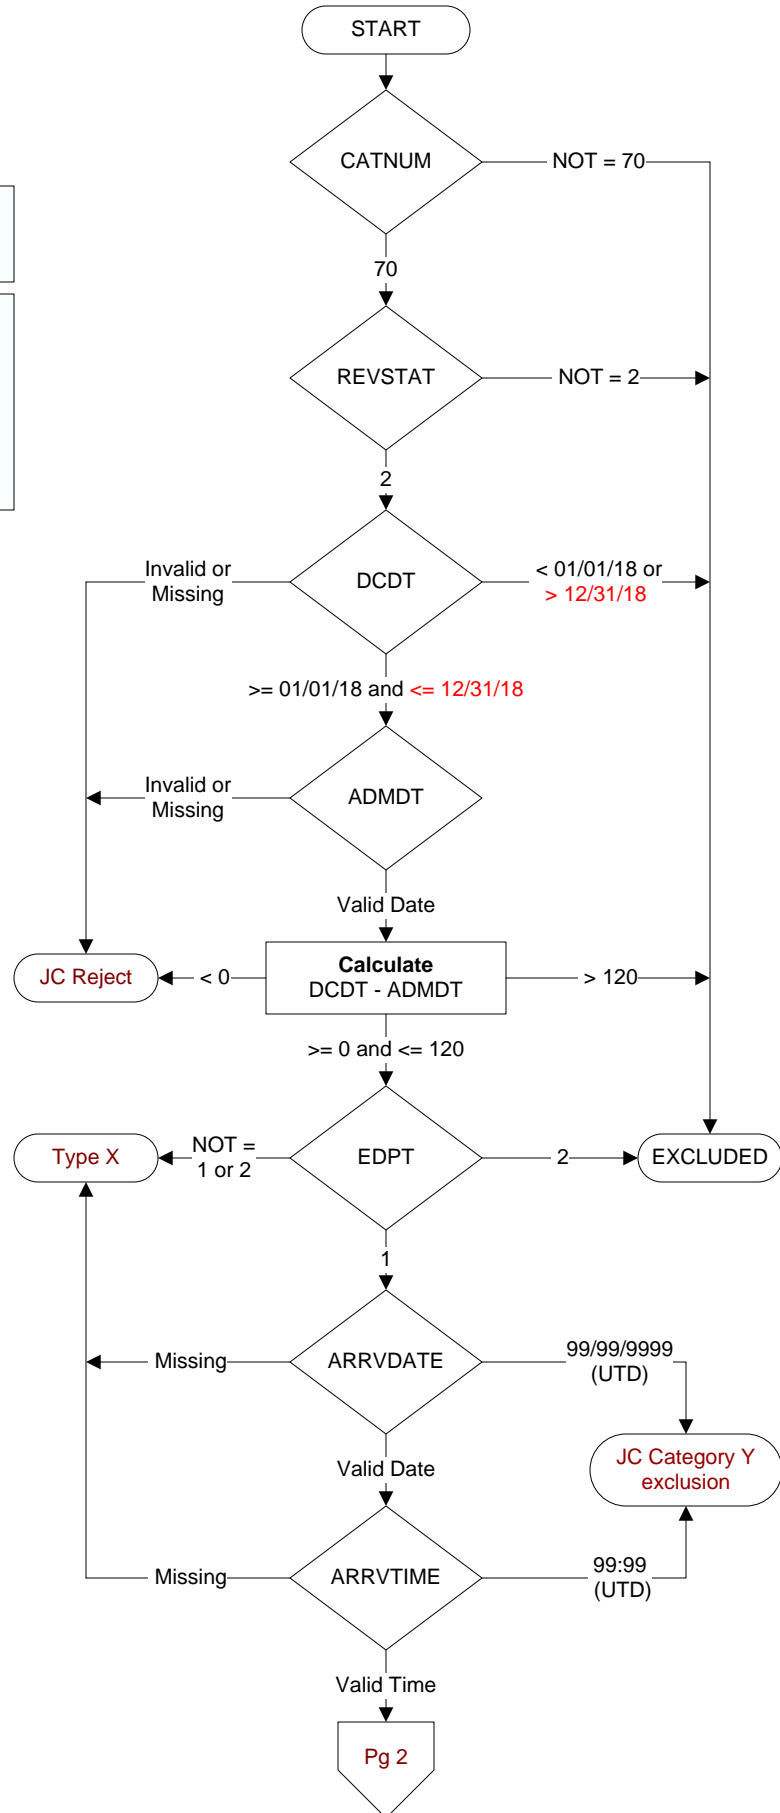 START
CATNUM
NOT = 70
70
REVSTAT
NOT = 2
2
Invalid or
Missing
DCDT
< 01/01/18 or
> 12/31/18
>= 01/01/18 and <= 12/31/18
Invalid or
Missing
ADMDT
Valid Date
JC Reject
< 0
Calculate
DCDT - ADMDT
> 120
>= 0 and <= 120
Type X
NOT =
1 or 2
EDPT
2
EXCLUDED
1
Missing
ARRVDATE
99/99/9999
(UTD)
Valid Date
JC Category Y
exclusion
Missing
ARRVTIME
99:99
(UTD)
Valid Time
Pg 2